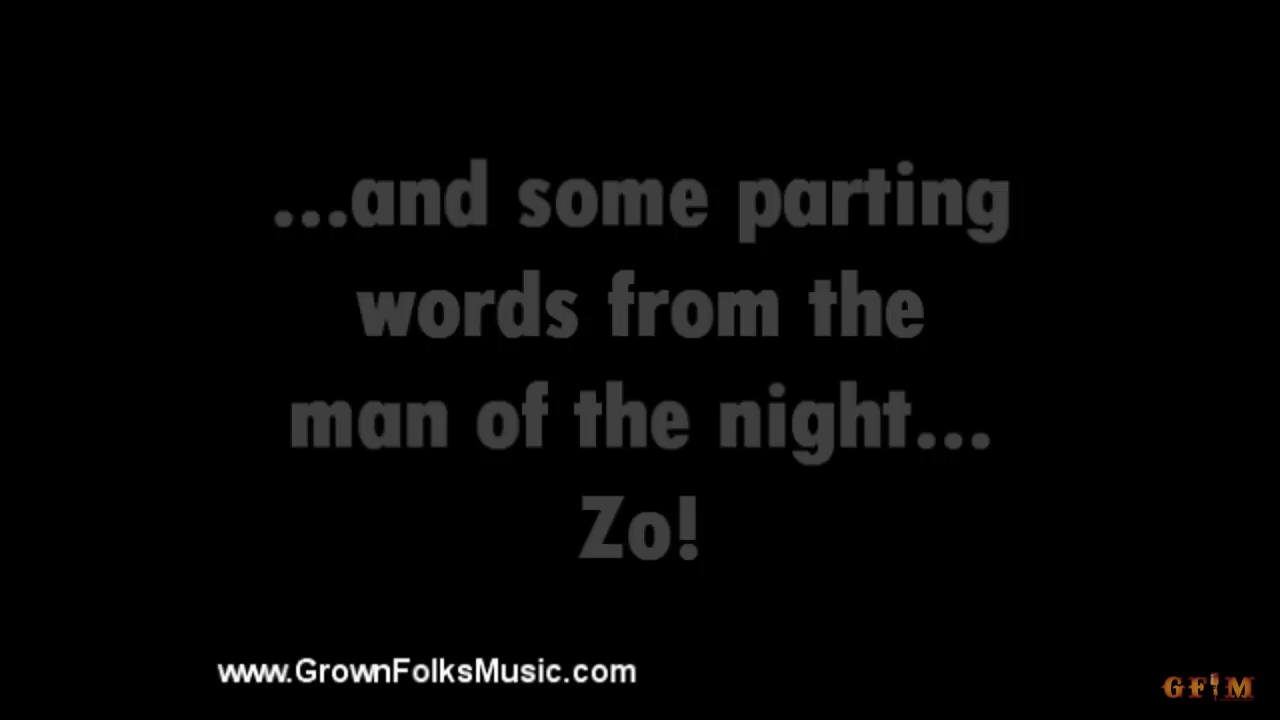 ...and some parting
words from the
man of the night...
Zo!
www.GrownFolksMusic.com
GFM